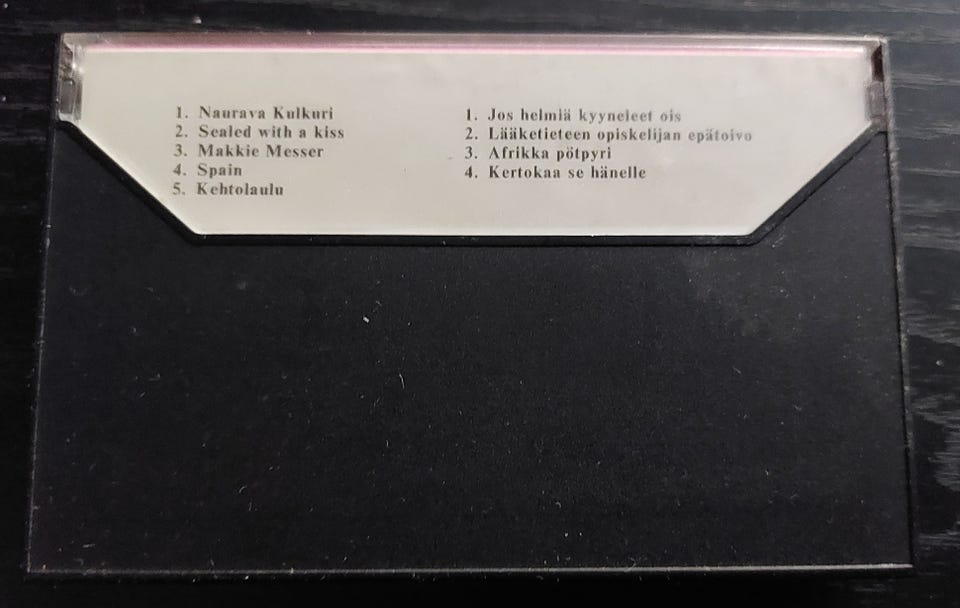 1. Naurava Kulkuri
2. Sealed with a kiss
3. Makkie Messer
4. Spain
5. Kehtolaulu
1. Jos helmiä kyyneleet ois
2. Lääketieteen opiskelijan epätoivo
3. Afrikka pötpyri
4. Kertokaa se hänelle